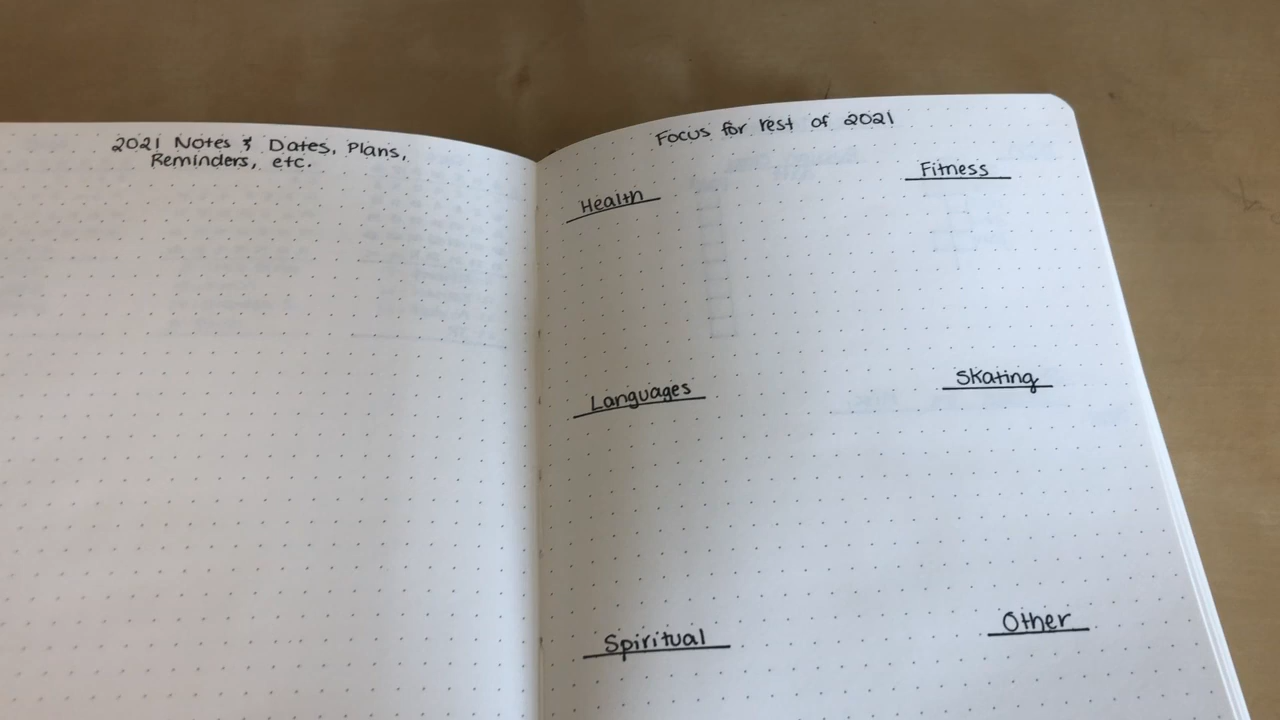 2021 Notes & Dates, Plans,
Reminders, etc.
Focus for rest of 2021
Health
Fitness
Languages
Skating
Spiritual
Other